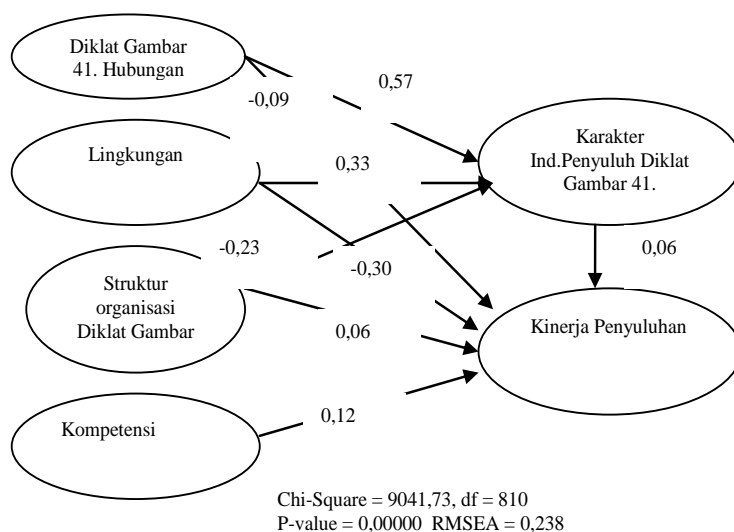 Diklat Gambar
41. Hubungan
-0,09
0,57
Lingkungan
0,33
Karakter
Ind.Penyuluh Diklat
Gambar 41.
-0,23
-0,30
0,06
Struktur
organisasi
Diklat Gambar
0,06
Kinerja Penyuluhan
Kompetensi
0,12
Chi-Square = 9041,73, df = 810
P-value = 0,00000 RMSEA = 0,238